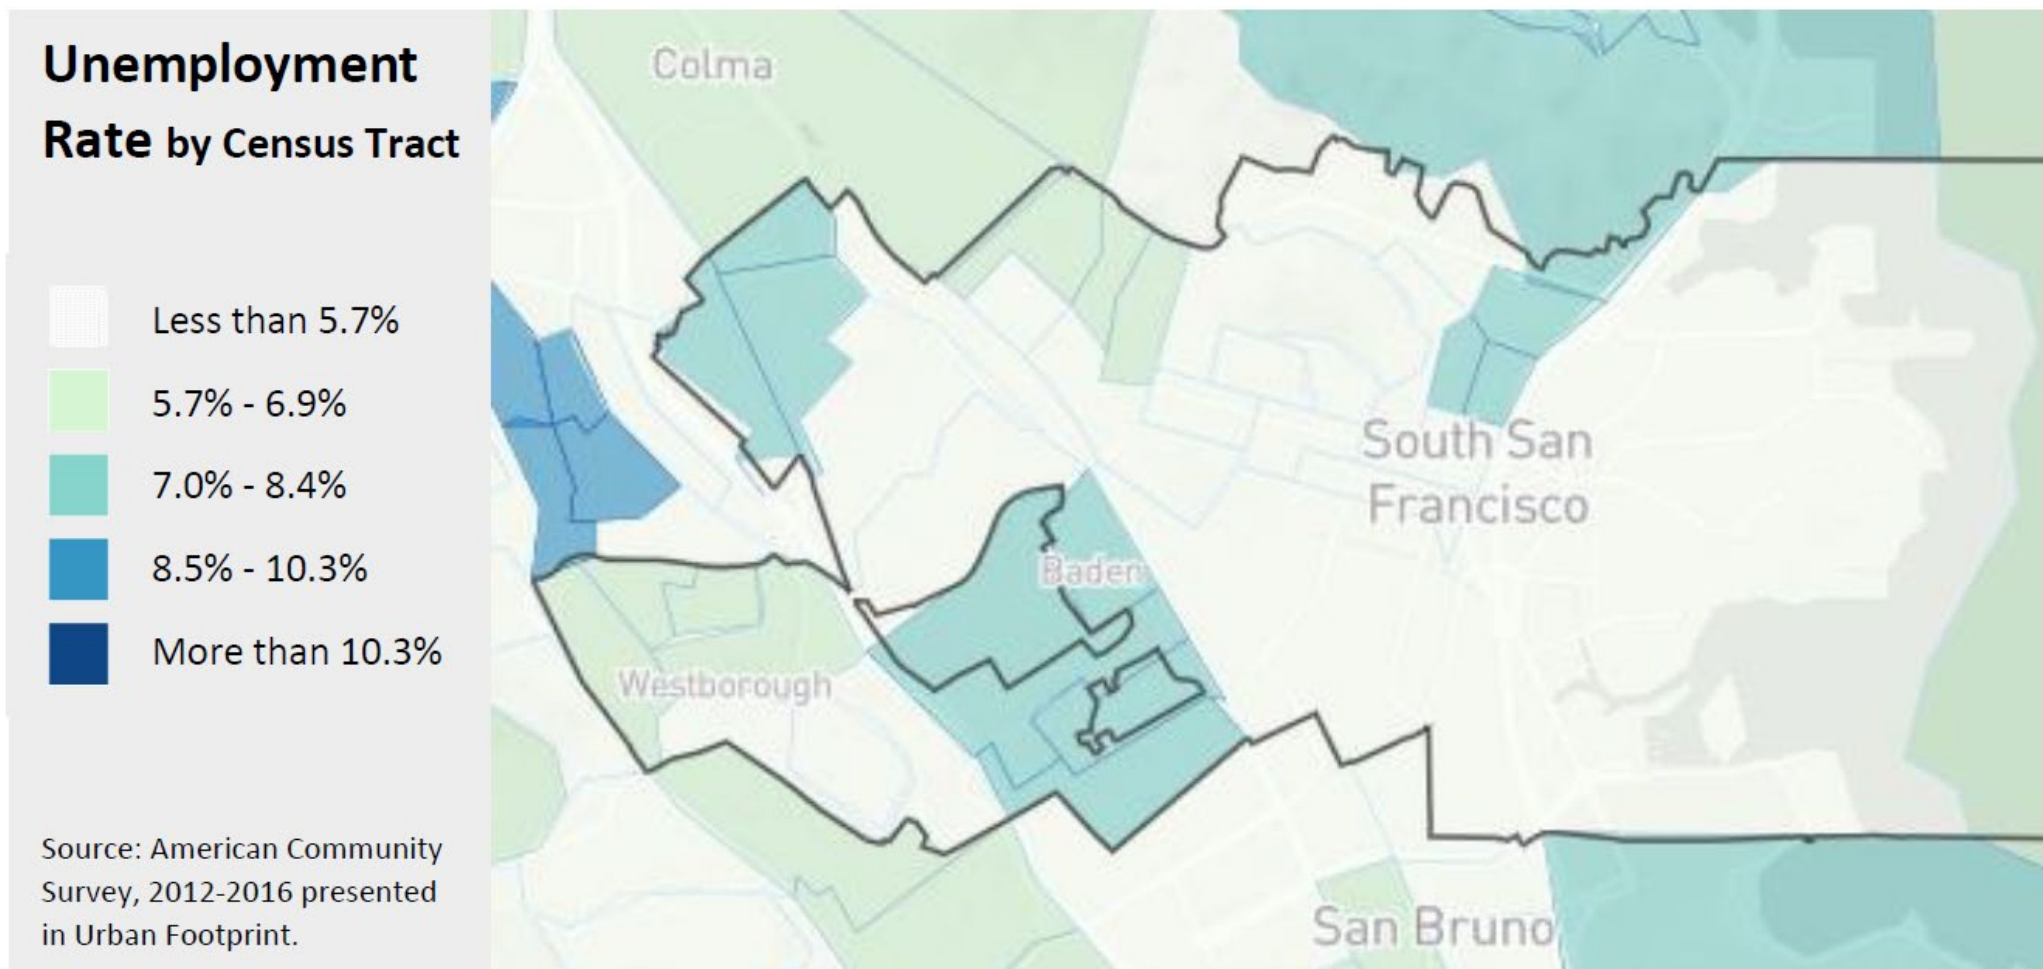 Unemployment
Rate by Census Tract
Less than 5.7%
5.7% - 6.9%
7.0% - 8.4%
8.5% - 10.3%
More than 10.3%
Source: American Community
Survey, 2012-2016 presented
in Urban Footprint.
Colma
South San
Francisco
Baden
Westborough
San Bruno